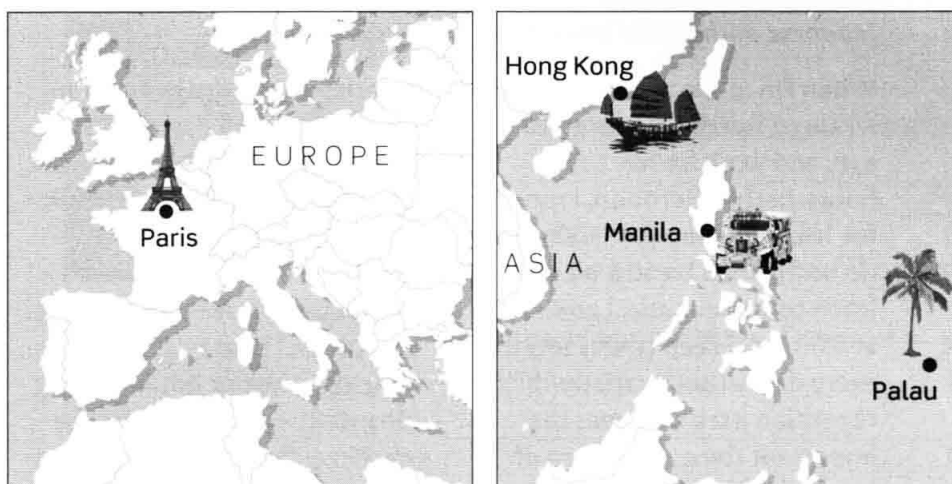 EUROPE
Paris
Hong Kong
Manila
ASIA
Palau